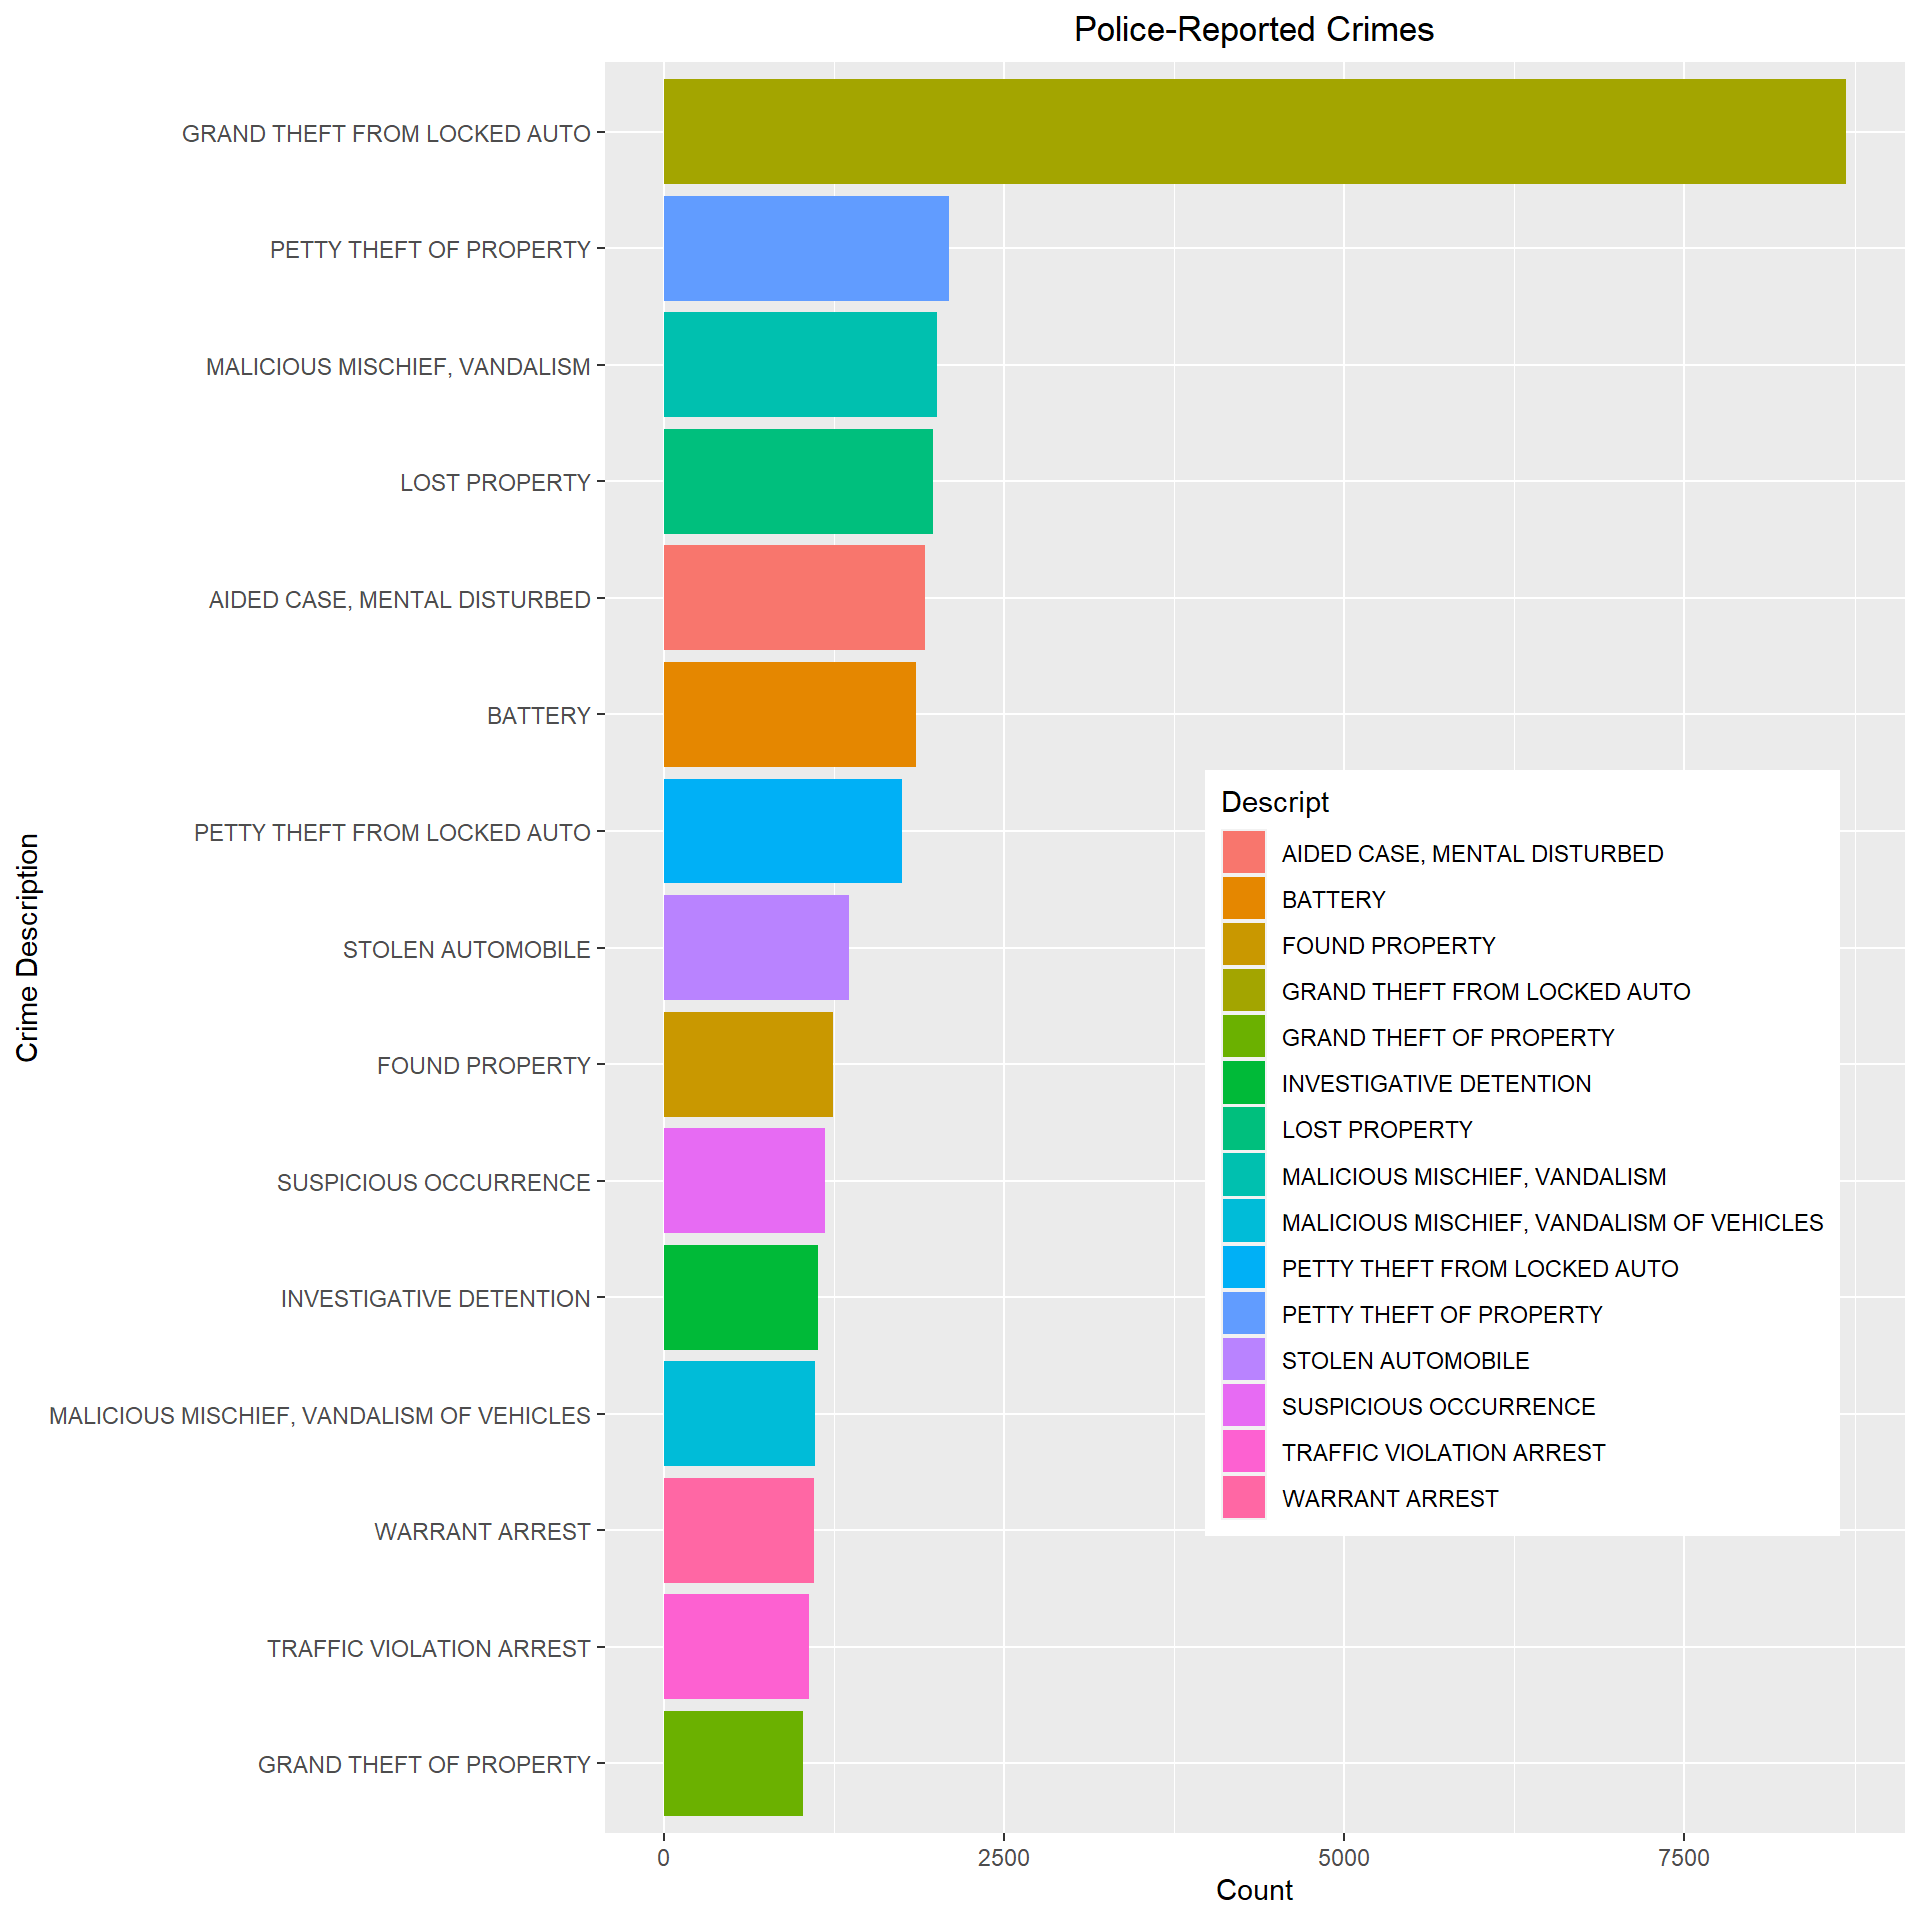 Police-Reported Crimes
GRAND THEFT FROM LOCKED AUTO
PETTY THEFT OF PROPERTY
MALICIOUS MISCHIEF, VANDALISM
LOST PROPERTY
AIDED CASE, MENTAL DISTURBED
BATTERY
PETTY THEFT FROM LOCKED AUTO
STOLEN AUTOMOBILE
FOUND PROPERTY
SUSPICIOUS OCCURRENCE
INVESTIGATIVE DETENTION
MALICIOUS MISCHIEF, VANDALISM OF VEHICLES
WARRANT ARREST
TRAFFIC VIOLATION ARREST
GRAND THEFT OF PROPERTY
Crime Description
Descript
AIDED CASE, MENTAL DISTURBED
BATTERY
FOUND PROPERTY
GRAND THEFT FROM LOCKED AUTO
GRAND THEFT OF PROPERTY
INVESTIGATIVE DETENTION
LOST PROPERTY
MALICIOUS MISCHIEF, VANDALISM
MALICIOUS MISCHIEF, VANDALISM OF VEHICLES
PETTY THEFT FROM LOCKED AUTO
PETTY THEFT OF PROPERTY
STOLEN AUTOMOBILE
SUSPICIOUS OCCURRENCE
TRAFFIC VIOLATION ARREST
WARRANT ARREST
0 2500 5000 7500
Count